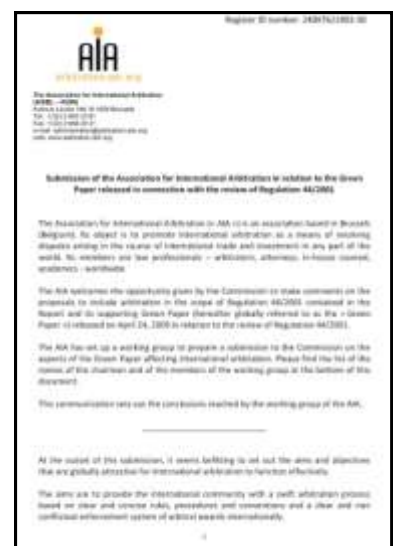 Register ID number:
AIA
The Association for International Arbitration
Submission of the Association for International Arbitration in relation to the Green
Paper released in connection with the review of Regulation 44/2001
The Association for International Arbitration is an association based in Brussels
(Belgium). Its object is to promote international arbitration as a means of resolving
disputes arising in the course of international trade and investment in any part of the
world. Its members are law professionals – arbitrators, attorneys, in-house counsel,
academics – worldwide.
The AIA welcomes the opportunity given by the Commission to make comments on the
proposals to include arbitration in the scope of Regulation 44/2001 contained in the
Report and its supporting Green Paper (hereafter globally referred to as the « Green
Paper ») released on April 2009 in relation to the review of Regulation 44/2001.
The AIA has set up a working group to prepare a submission to the Commission on the
aspects of the Green Paper affecting international arbitration. Please find the list of the
names of the chairman and of the members of the working group at the bottom of this
document.
This communication sets out the conclusions reached by the working group of the AIA.
At the outset of this submission, it seems befitting to set out the aims and objectives
that are globally attractive for international arbitration to function effectively.
The aims are to provide the international community with a swift arbitration process
based on clear and concise rules, procedures and conventions and a clear and non
conflictual enforcement system of arbitral awards internationally.